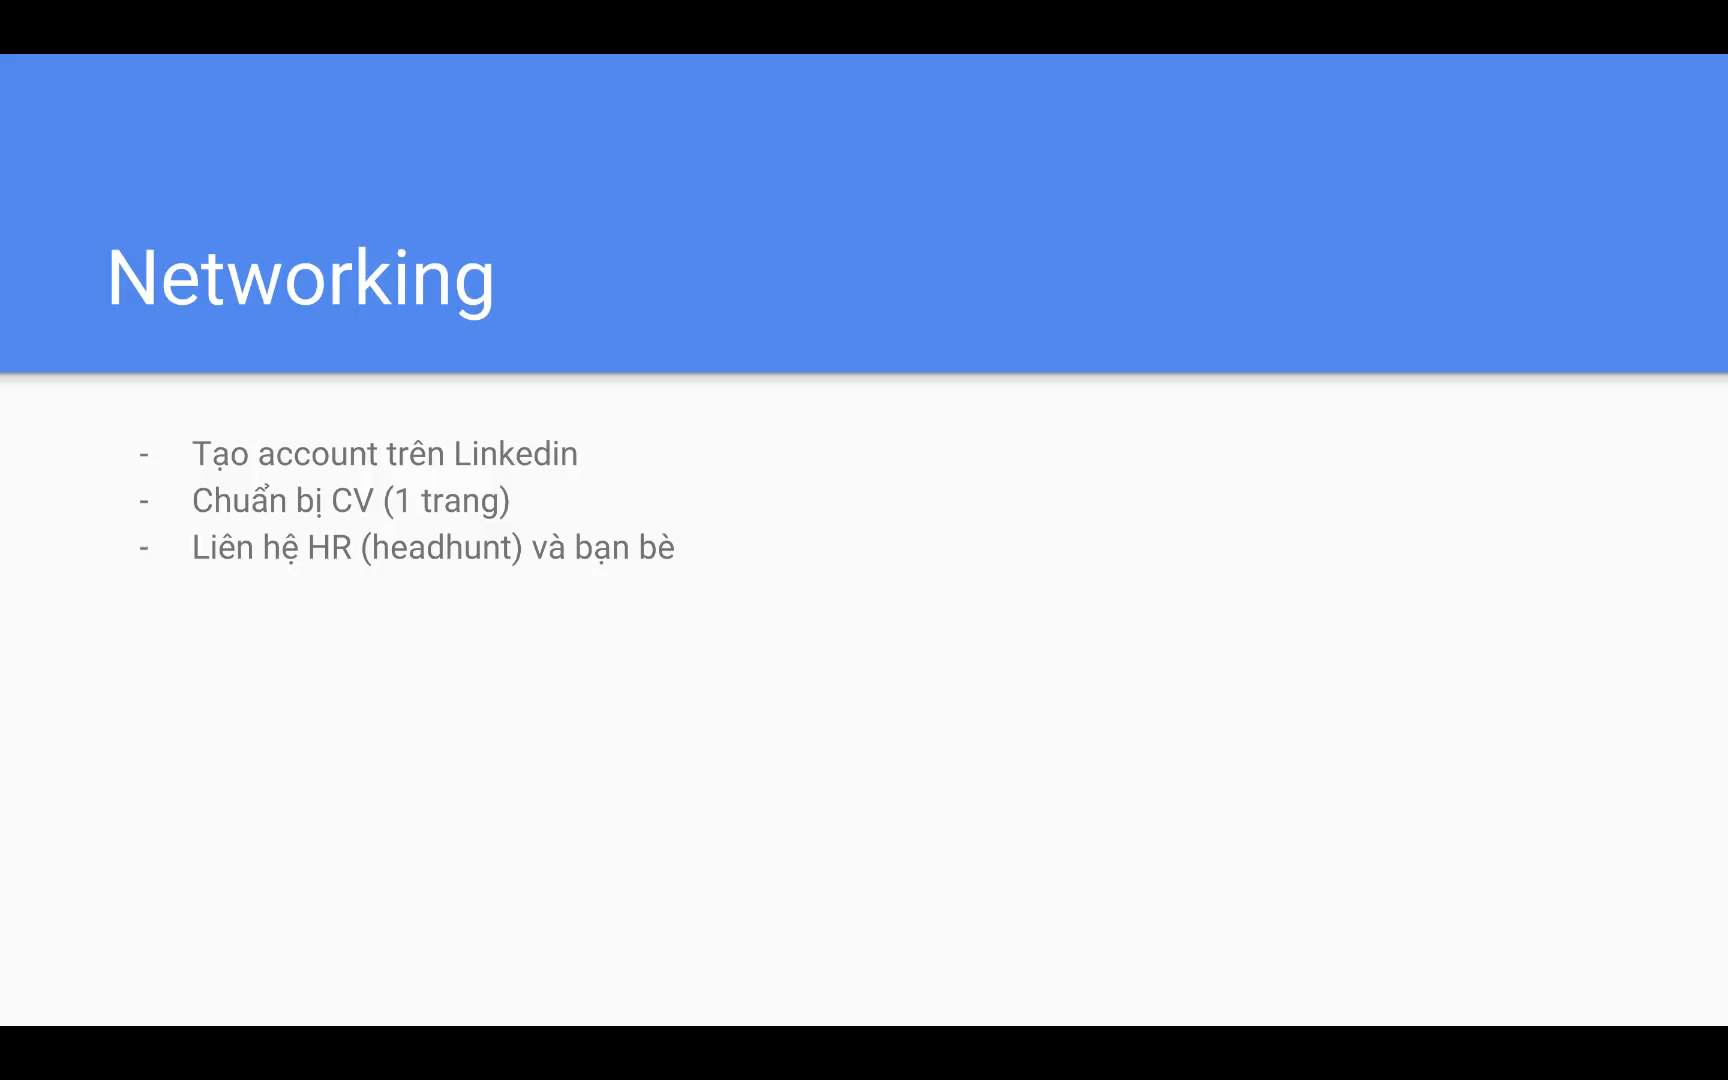 Networking
- Tạo account trên Linkedin
- Chuẩn bị CV (1 trang)
- Liên hệ HR (headhunt) và bạn bè